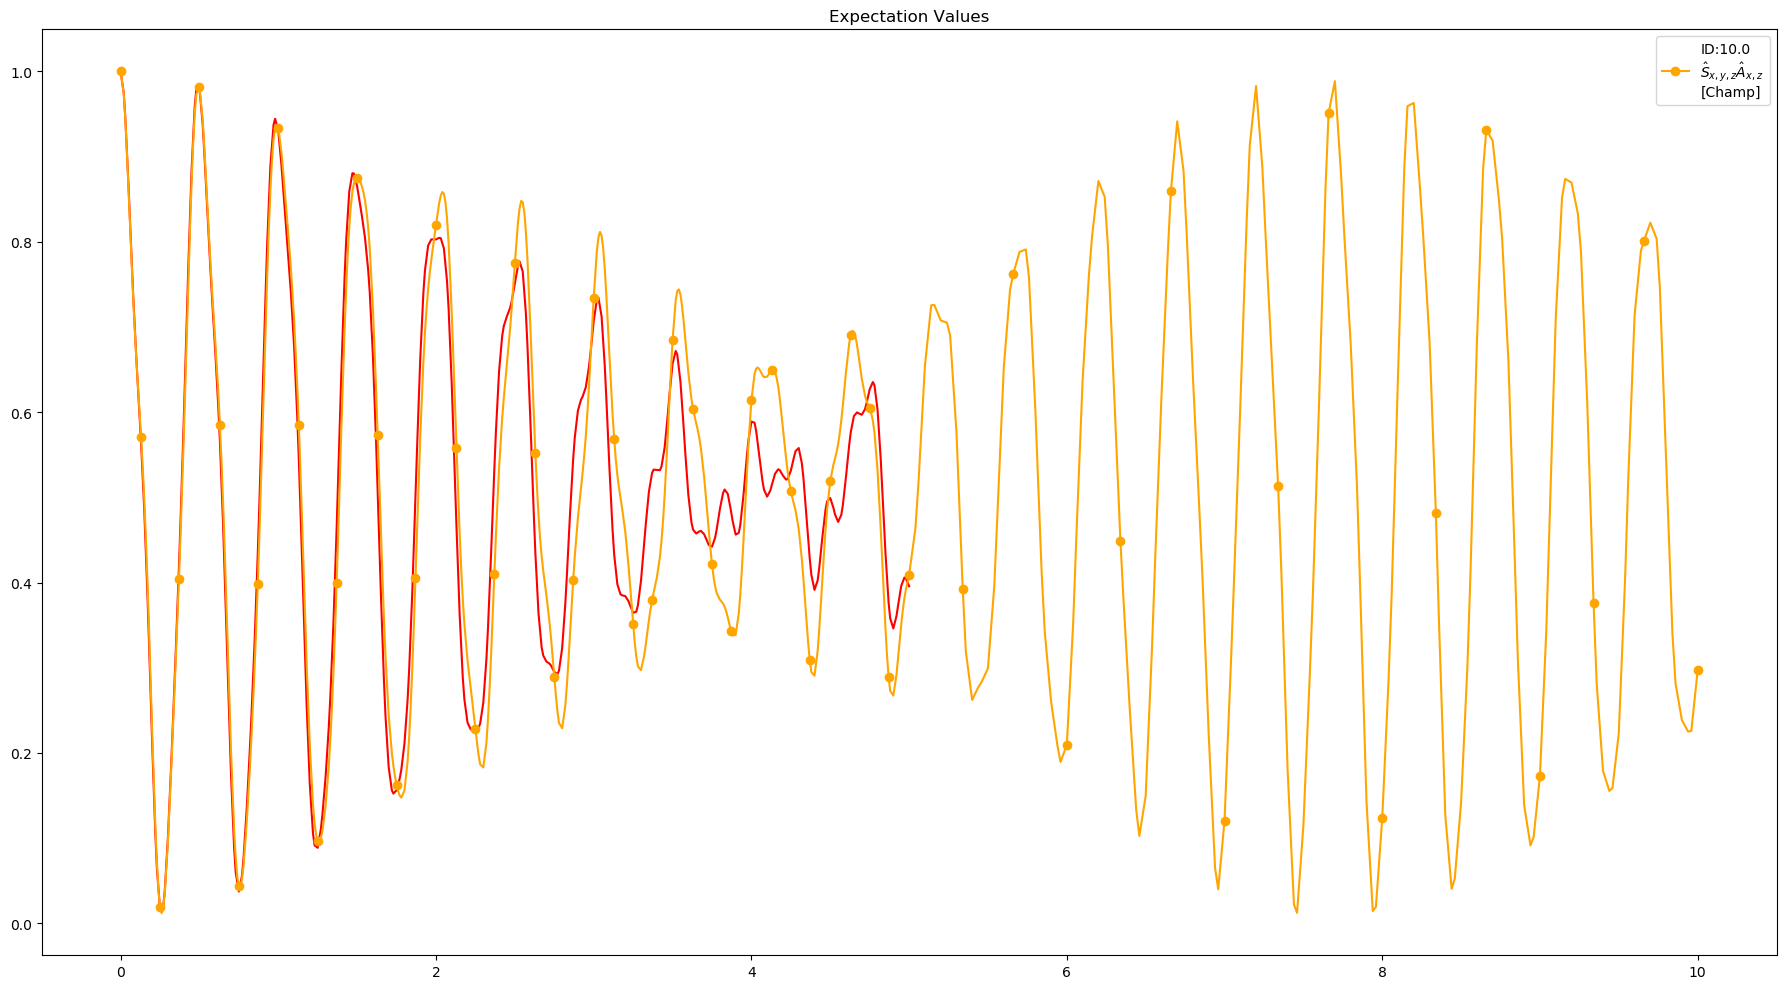 Expectation Values
ID:10.0
$\hat{S}_{x,y,z}\hat{A}_{x,z}$
[Champ]
1.0
0.8
0.6
0.4
0.2
0.0
0 2 4 6 8 10